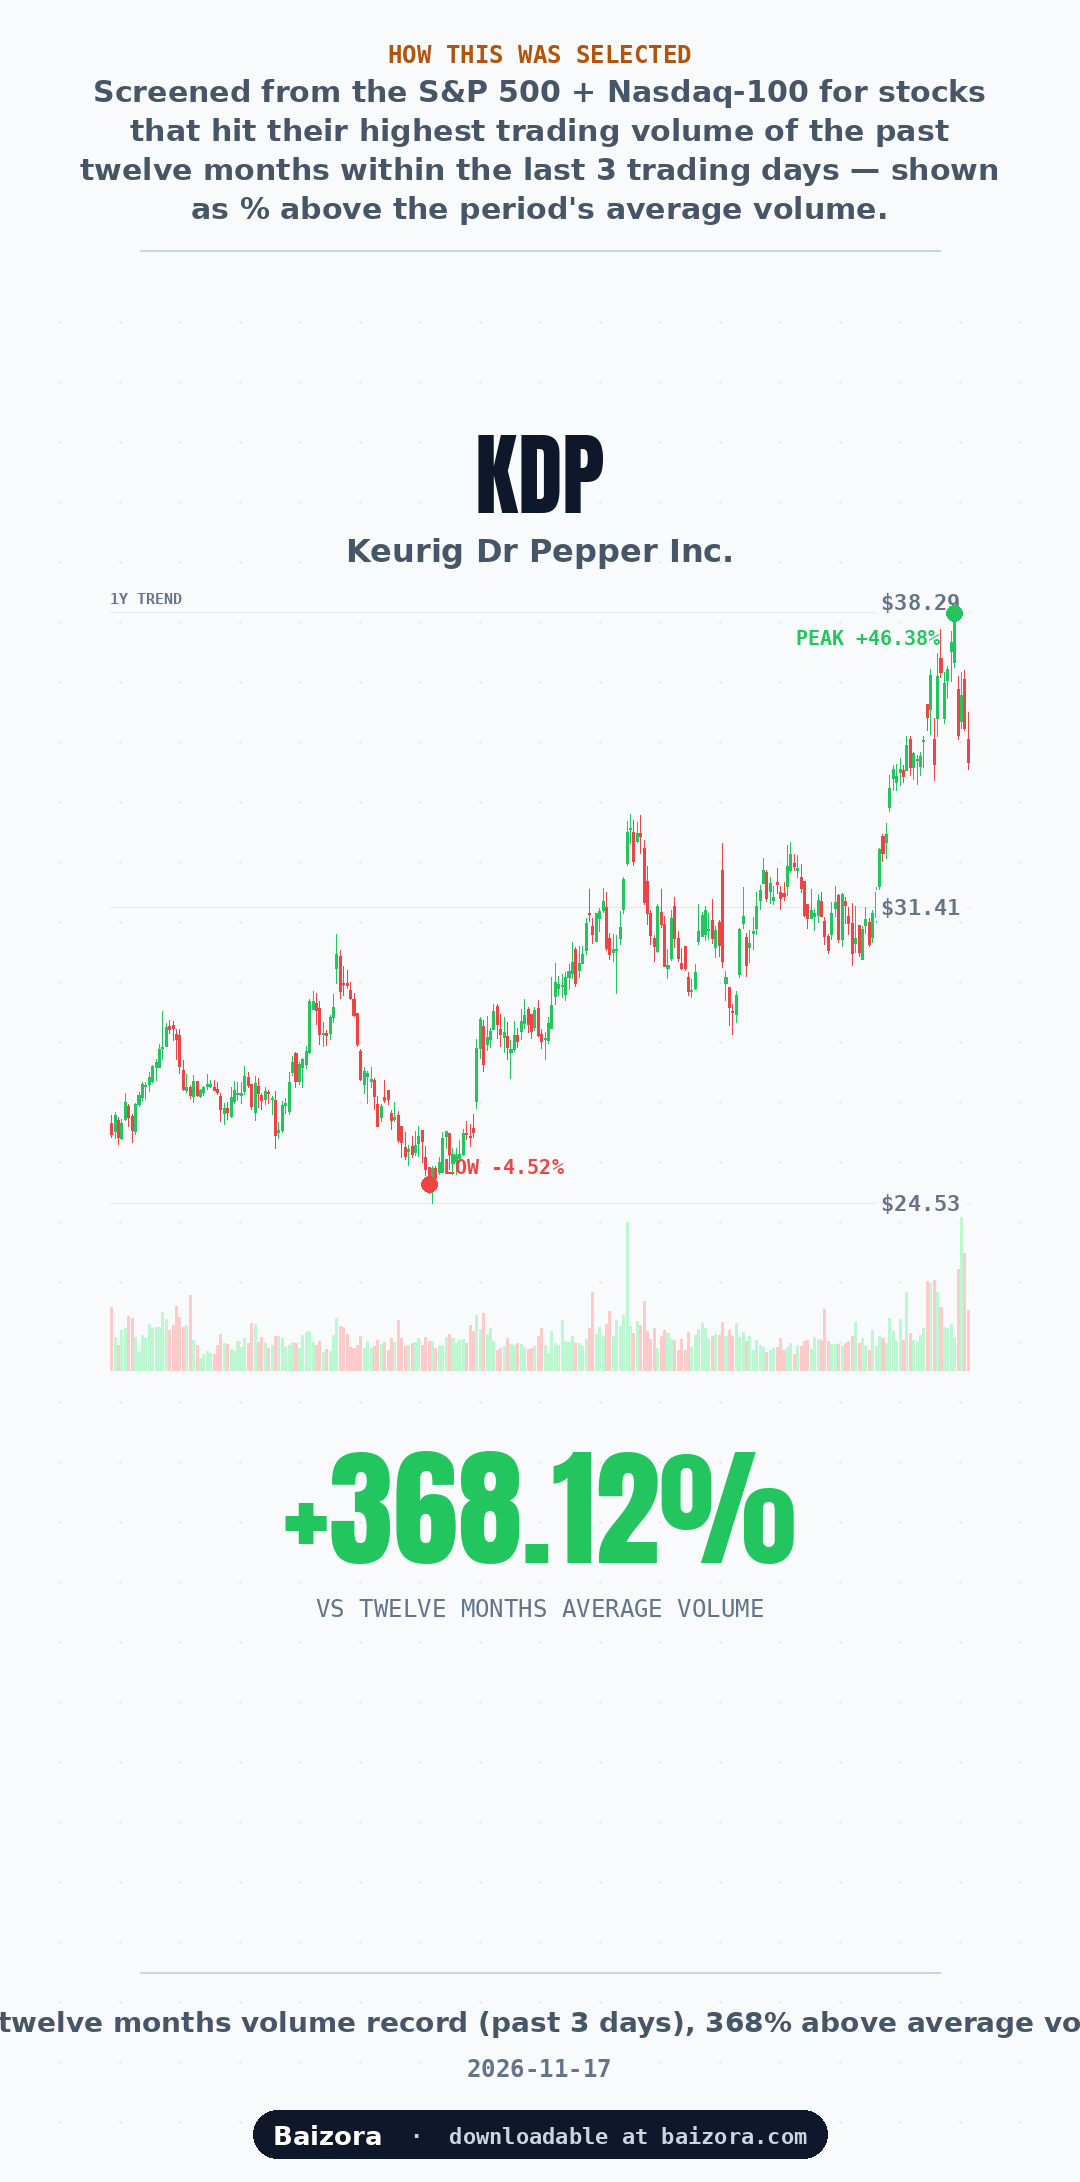 HOW THIS WAS SELECTED
Screened from the S&P 500 + Nasdaq-100 for stocks
that hit their highest trading volume of the past
twelve months within the last 3 trading days — shown
as % above the period's average volume.
KDP
Keurig Dr Pepper Inc.
1Y TREND
$38.29
PEAK +46.38%
$31.41
LOW -4.52%
$24.53
+368.12%
VS TWELVE MONTHS AVERAGE VOLUME
twelve months volume record (past 3 days), 368% above average vo
2026-11-17
Baizora · downloadable at baizora.com